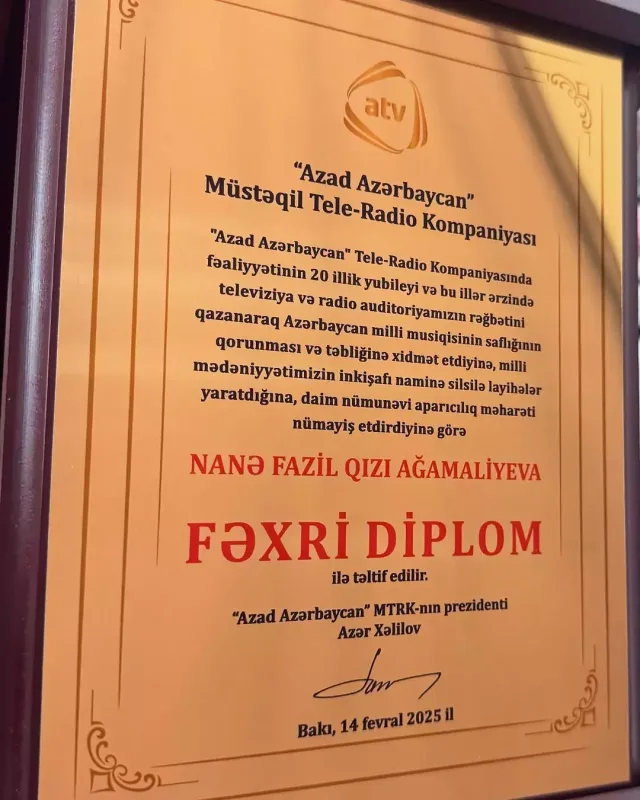 atv
“Azad Azərbaycan”
Müstəqil Tele-Radio Kompaniyası
"Azad Azərbaycan" Tele-Radio Kompaniyasında
fəaliyyətinin 20 illik yubileyi və bu illər ərzində
televiziya və radio auditoriyamızın rəğbətini
qazanaraq Azərbaycan milli musiqisinin saflığının
qorunması və təbliğinə xidmət etdiyinə, milli
mədəniyyətimizin inkişafı naminə silsilə layihələr
yaratdığına, daim nümunəvi aparıcılıq məharəti
nümayiş etdirdiyinə görə
NANƏ FAZİL QIZI AĞAMALİYEVA
FƏXRİ DİPLOM
ilə təltif edilir.
“Azad Azərbaycan” MTRK-nın prezidenti
Azər Xəlilov
Bakı, 14 fevral 2025 il